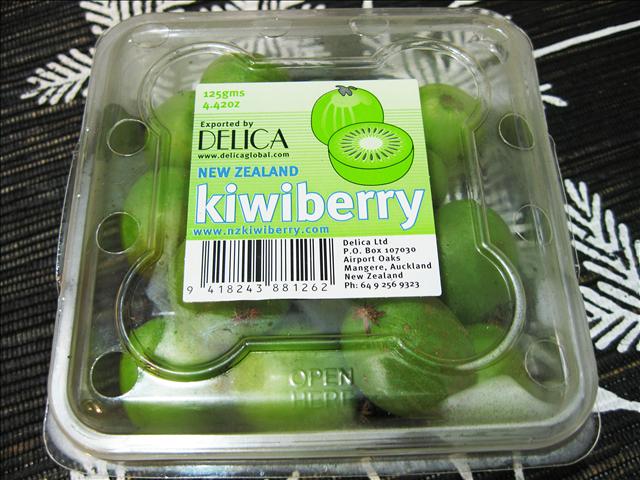 125gms
4.42oz
Exported by
DELICA
www.delicaglobal.com
NEW ZEALAND
kiwiberry
www.nzkiwiberry.com
9 418243 881262
Delica Ltd
P.O. Box 107030
Airport Oaks
Mangere, Auckland
New Zealand
Ph: 64 9 256 9323
OPEN
HERE